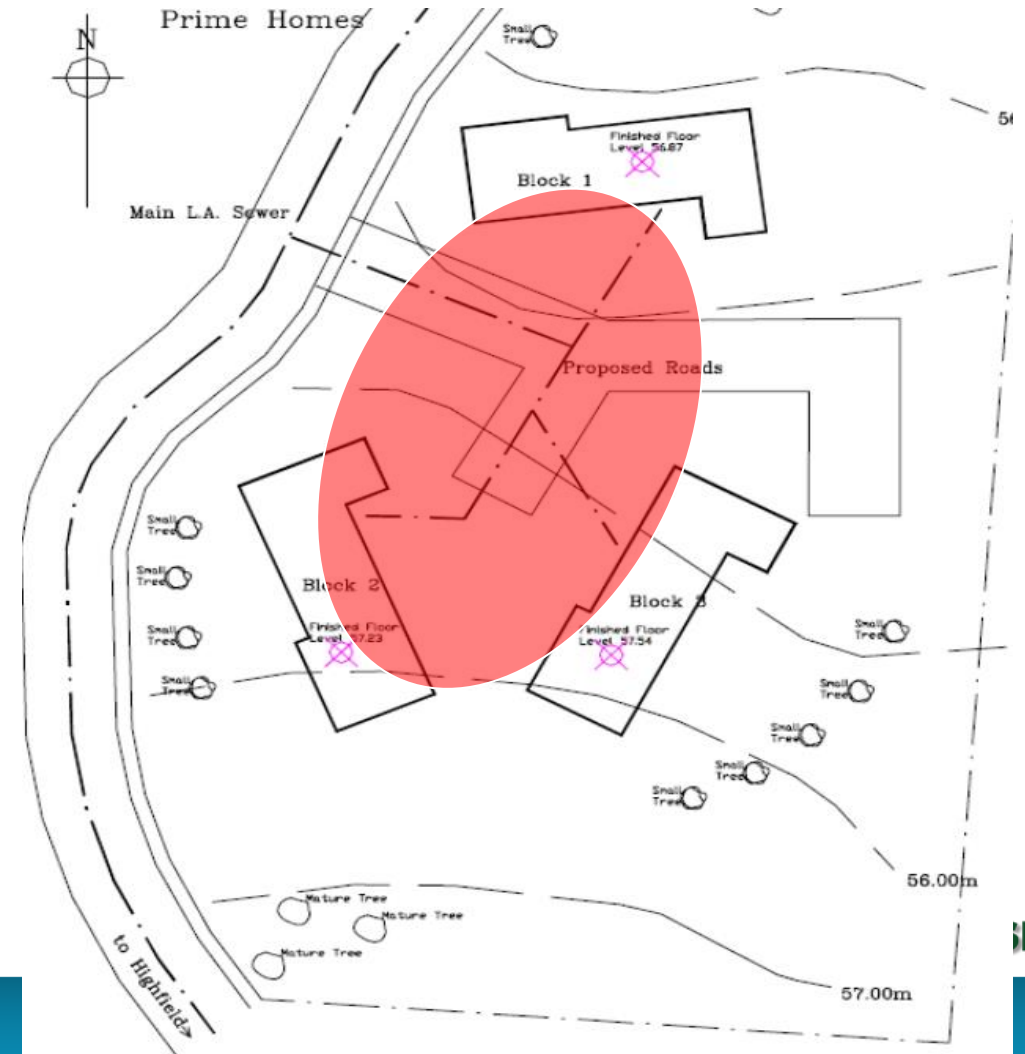 Prime Homes
N
Small
Tree
56
Finished Floor
Level 56.87
Block 1
Main L.A. Sewer
Proposed Roads
Small
Tree
Small
Tree
Small
Tree
Small
Tree
Block 2
Finished Floor
Level 57.23
Block 3
Finished Floor
Level 57.54
Small
Tree
Small
Tree
Small
Tree
Small
Tree
Small
Tree
56.00m
Mature Tree
Mature Tree
Mature Tree
to Highfield
57.00m